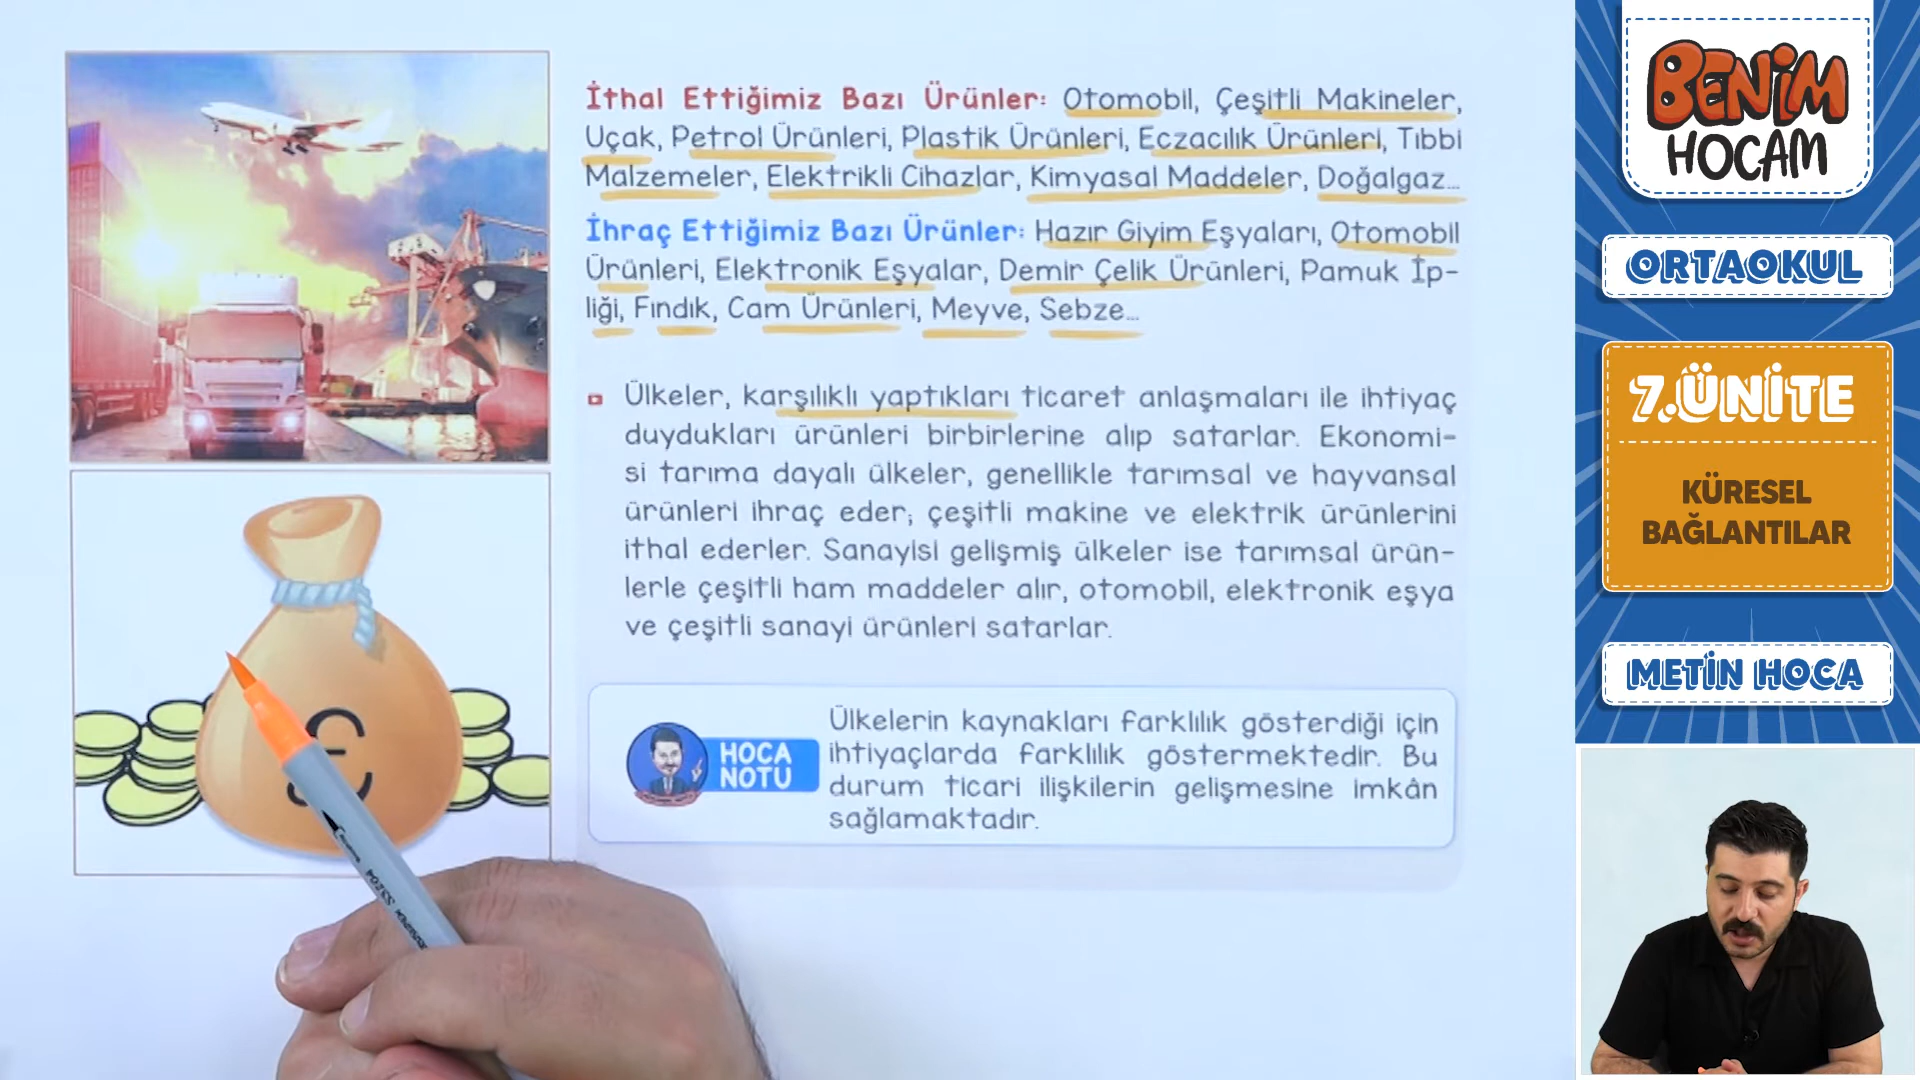 İthal Ettiğimiz Bazı Ürünler: Otomobil, Çeşitli Makineler,
Uçak, Petrol Ürünleri, Plastik Ürünleri, Eczacılık Ürünleri, Tıbbi
Malzemeler, Elektrikli Cihazlar, Kimyasal Maddeler, Doğalgaz...
İhraç Ettiğimiz Bazı Ürünler: Hazır Giyim Eşyaları, Otomobil
Ürünleri, Elektronik Eşyalar, Demir Çelik Ürünleri, Pamuk İp-
liği, Fındık, Cam Ürünleri, Meyve, Sebze...
Ülkeler, karşılıklı yaptıkları ticaret anlaşmaları ile ihtiyaç
duydukları ürünleri birbirlerine alıp satarlar. Ekonomi-
si tarıma dayalı ülkeler, genellikle tarımsal ve hayvansal
ürünleri ihraç eder; çeşitli makine ve elektrik ürünlerini
ithal ederler. Sanayisi gelişmiş ülkeler ise tarımsal ürün-
lerle çeşitli ham maddeler alır, otomobil, elektronik eşya
ve çeşitli sanayi ürünleri satarlar.
HOCA
NOTU
Ülkelerin kaynakları farklılık gösterdiği için
ihtiyaçlarda farklılık göstermektedir. Bu
durum ticari ilişkilerin gelişmesine imkân
sağlamaktadır.
BENİM
HOCAM
ORTAOKUL
7.ÜNİTE
KÜRESEL
BAĞLANTILAR
METİN HOCA